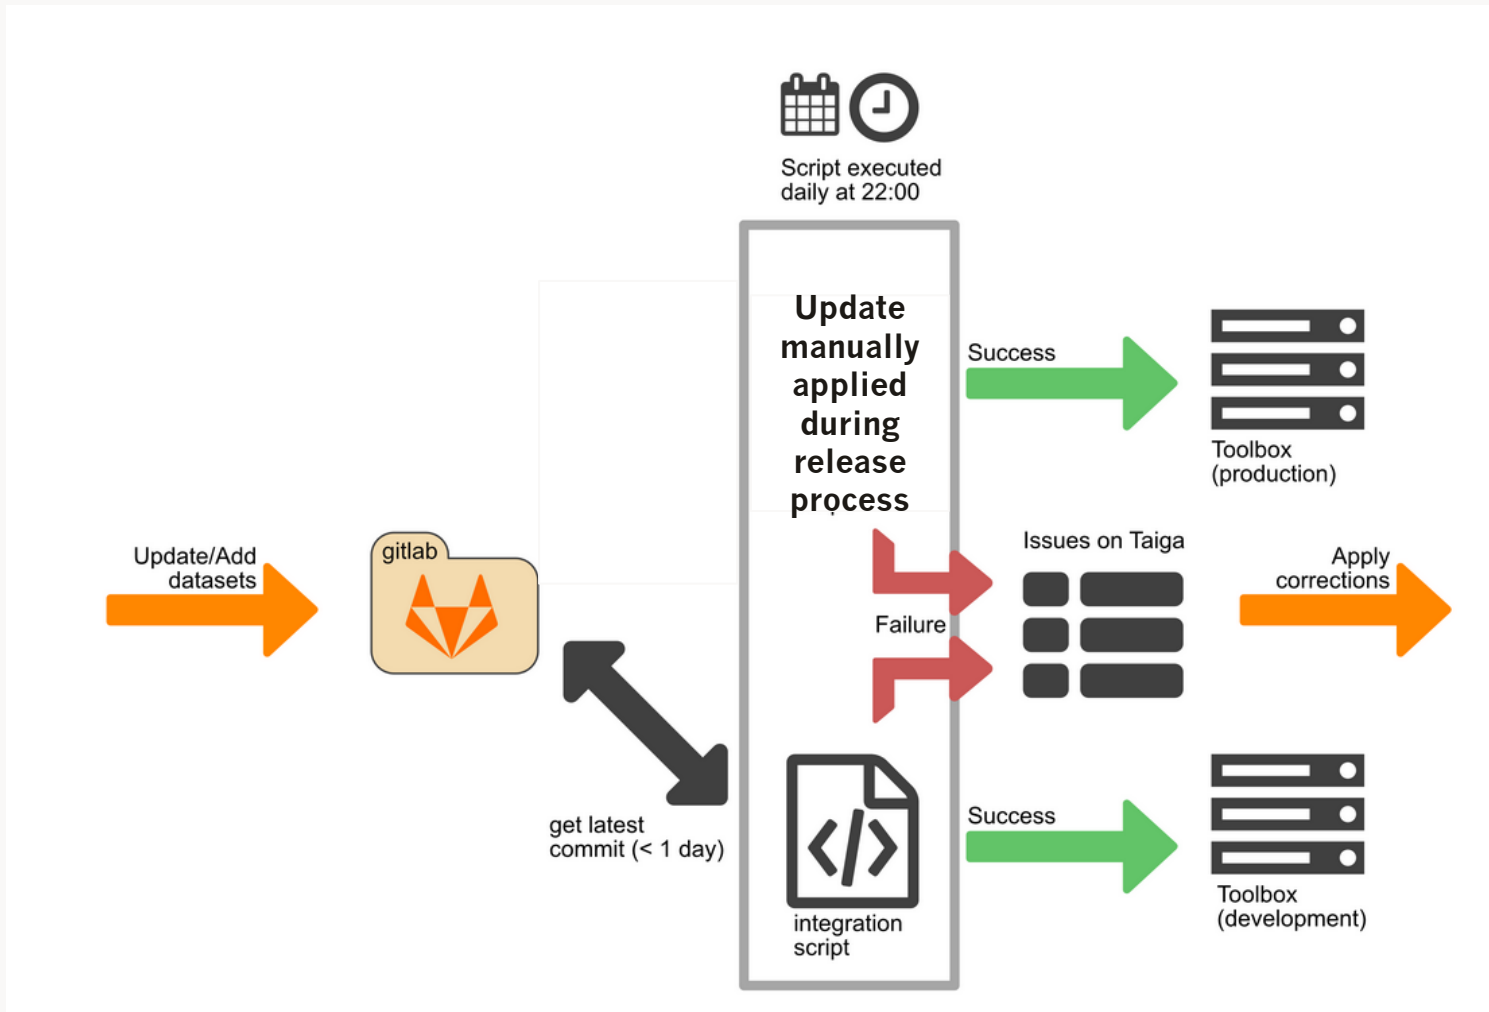 Script executed
daily at 22:00
Update
manually
applied
during
release
process
Success
Toolbox
(production)
Update/Add
datasets
gitlab
Issues on Taiga
Failure
Apply
corrections
get latest
commit (< 1 day)
integration
script
Success
Toolbox
(development)